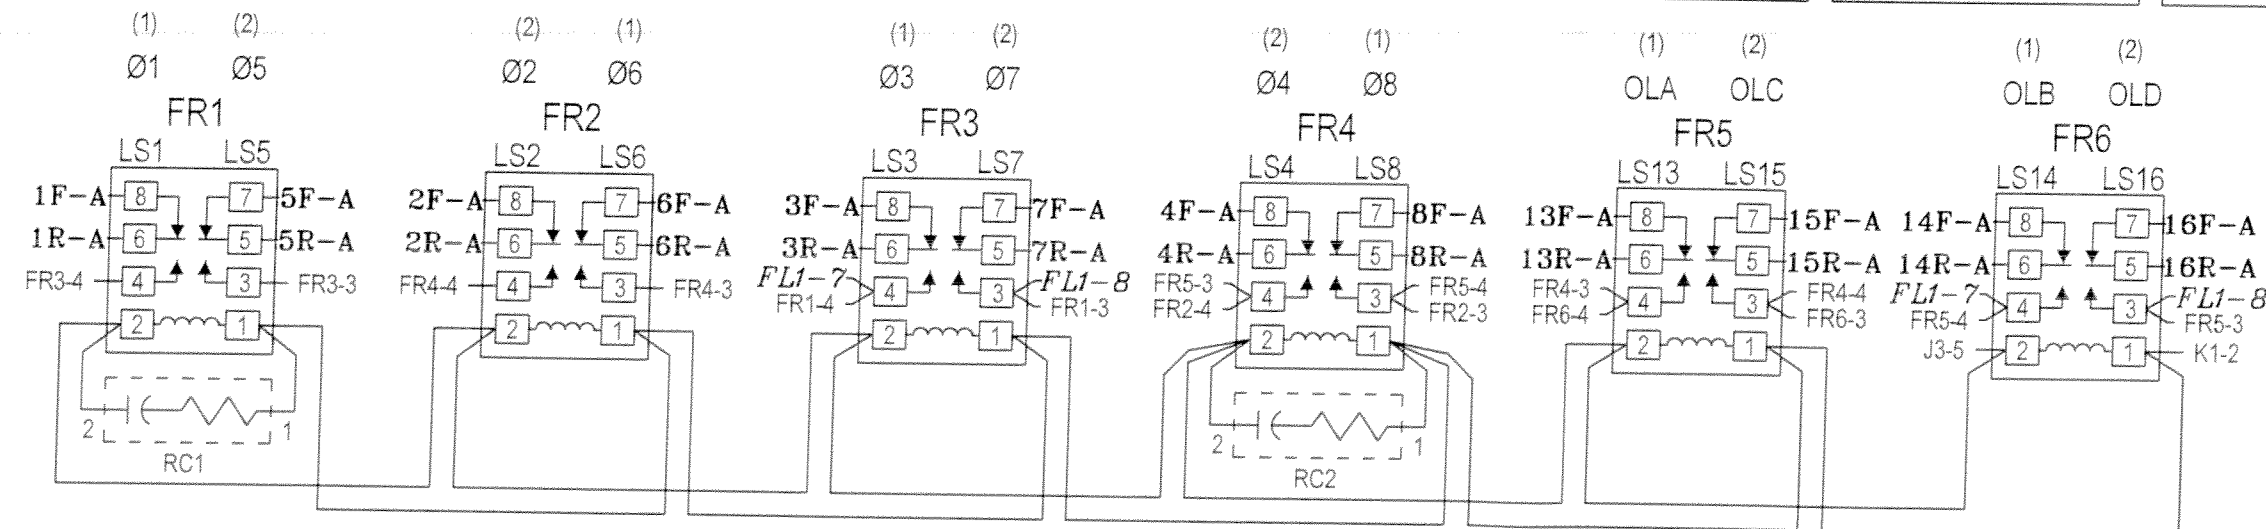 (1) (2) (2) (1) (1) (2) (2) (1) (1) (2) (1) (2)
Ø1 Ø5 Ø2 Ø6 Ø3 Ø7 Ø4 Ø8 OLA OLC OLB OLD
FR1 FR2 FR3 FR4 FR5 FR6
LS1 LS5 LS2 LS6 LS3 LS7 LS4 LS8 LS13 LS15 LS14 LS16
1F-A 8 7 5F-A 2F-A 8 7 6F-A 3F-A 8 7 7F-A 4F-A 8 7 8F-A 13F-A 8 7 15F-A 14F-A 8 7 16F-A
1R-A 6 5 5R-A 2R-A 6 5 6R-A 3R-A 6 5 7R-A 4R-A 6 5 8R-A 13R-A 6 5 15R-A 14R-A 6 5 16R-A
FR3-4 4 3 FR3-3 FR4-4 4 3 FR4-3 FL1-7 4 3 FL1-8 FR5-3 4 3 FR5-4 FR4-3 4 3 FR4-4 FL1-7 4 3 FL1-8
FR1-4 FR1-3 FR2-4 FR2-3 FR6-4 FR6-3 FR5-4 FR5-3
2 1 2 1 2 1 2 1 2 1 J3-5 2 1 K1-2
2 1 2 1
RC1 RC2